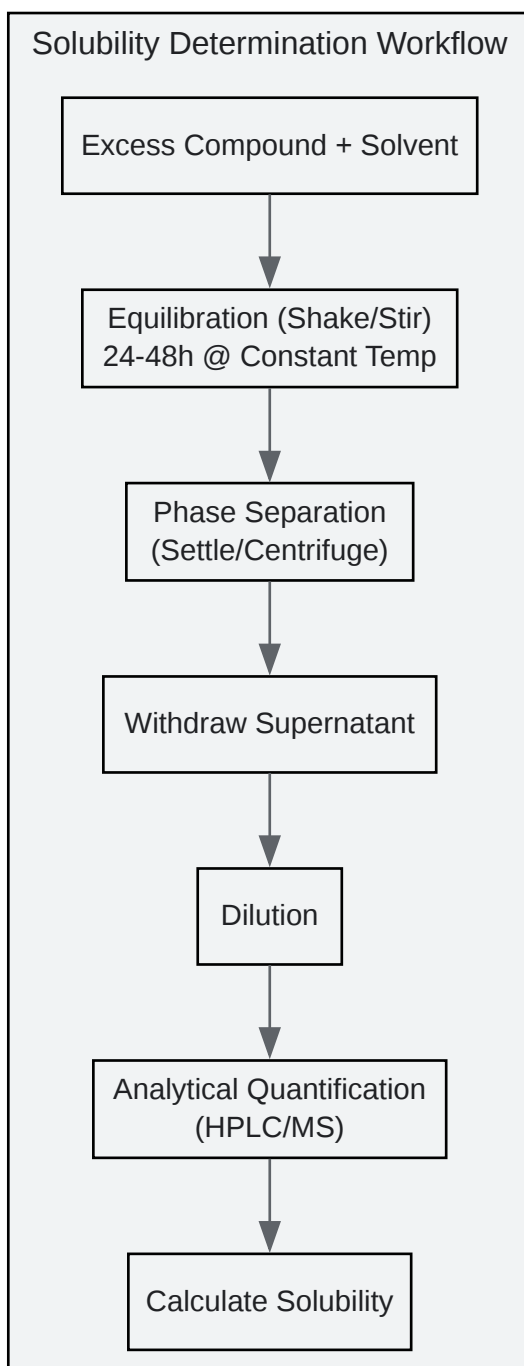 Solubility Determination Workflow
Excess Compound + Solvent
Equilibration (Shake/Stir)
24-48h @ Constant Temp
Phase Separation
(Settle/Centrifuge)
Withdraw Supernatant
Dilution
Analytical Quantification
(HPLC/MS)
Calculate Solubility